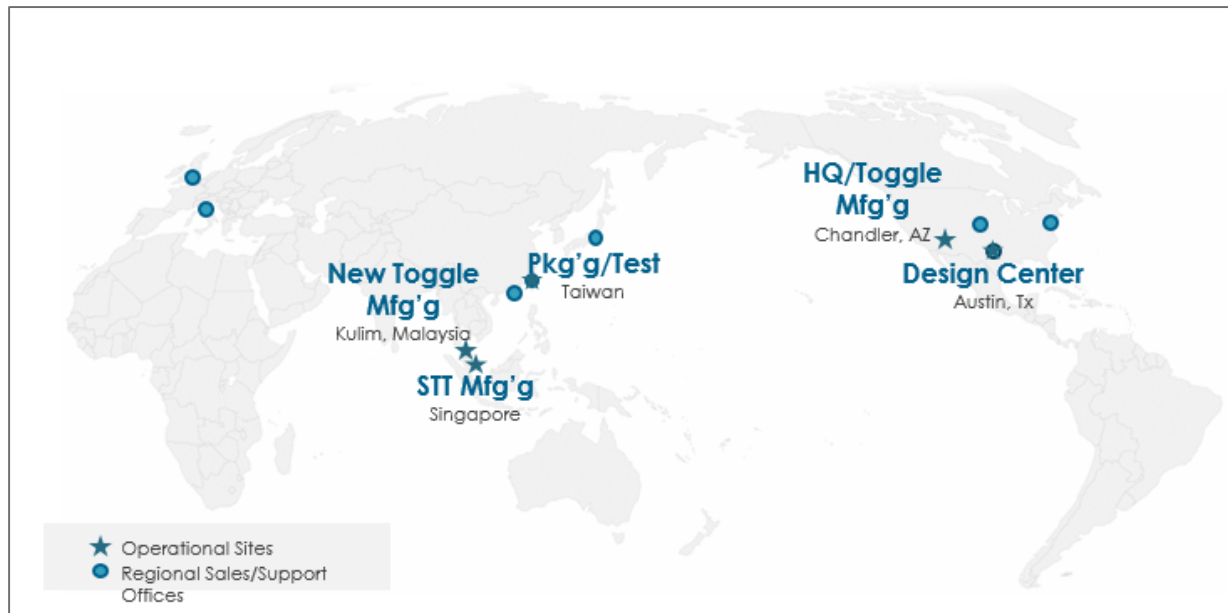 HQ/Toggle
Mfg'g
Chandler, AZ
New Toggle
Mfg'g
Kulim, Malaysia
Pkg'g/Test
Taiwan
Design Center
Austin, Tx
STT Mfg'g
Singapore
Operational Sites
Regional Sales/Support
Offices